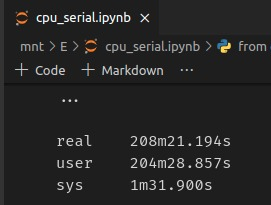 cpu_serial.ipynb ×
mnt > E > cpu_serial.ipynb > from
+ Code + Markdown ...
...
real 208m21.194s
user 204m28.857s
sys 1m31.900s